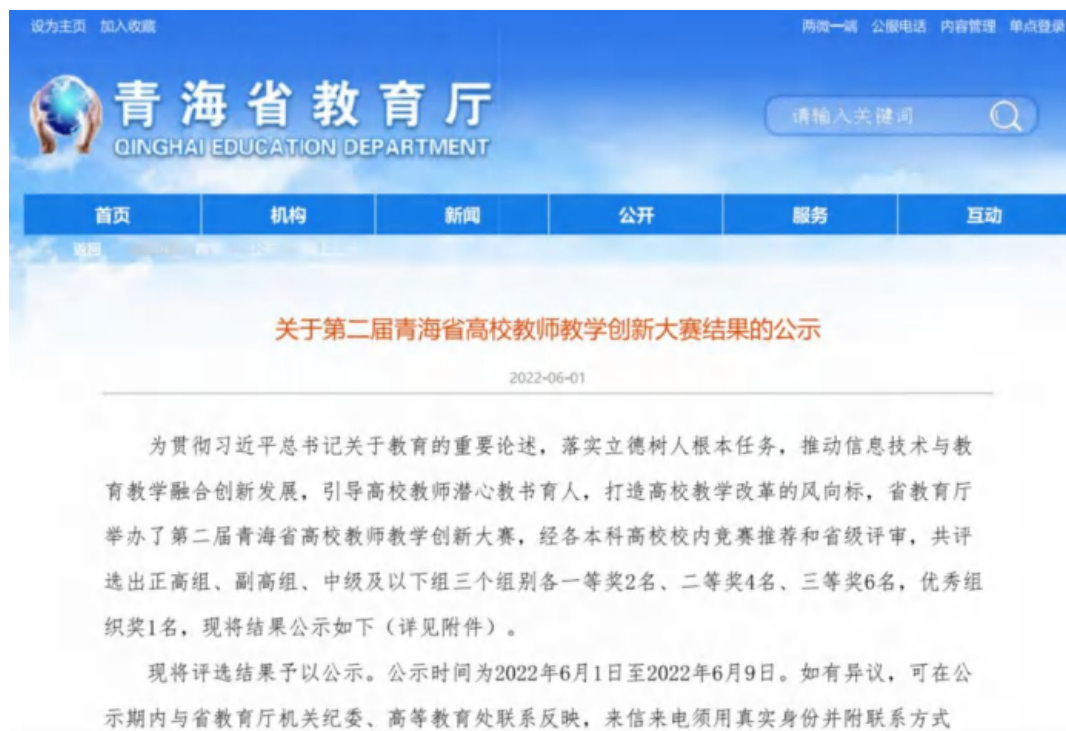 设为主页 加入收藏 两微一端 公服电话 内容管理 单点登录
青海省教育厅
QINGHAI EDUCATION DEPARTMENT
请输入关键词
首页 机构 新闻 公开 服务 互动
返回
关于第二届青海省高校教师教学创新大赛结果的公示
2022-06-01
为贯彻习近平总书记关于教育的重要论述，落实立德树人根本任务，推动信息技术与教
育教学融合创新发展，引导高校教师潜心教书育人，打造高校教学改革的风向标，省教育厅
举办了第二届青海省高校教师教学创新大赛，经各本科高校校内竞赛推荐和省级评审，共评
选出正高组、副高组、中级及以下组三个组别各一等奖2名、二等奖4名、三等奖6名，优秀组
织奖1名，现将结果公示如下（详见附件）。
现将评选结果予以公示。公示时间为2022年6月1日至2022年6月9日。如有异议，可在公
示期内与省教育厅机关纪委、高等教育处联系反映，来信来电须用真实身份并附联系方式